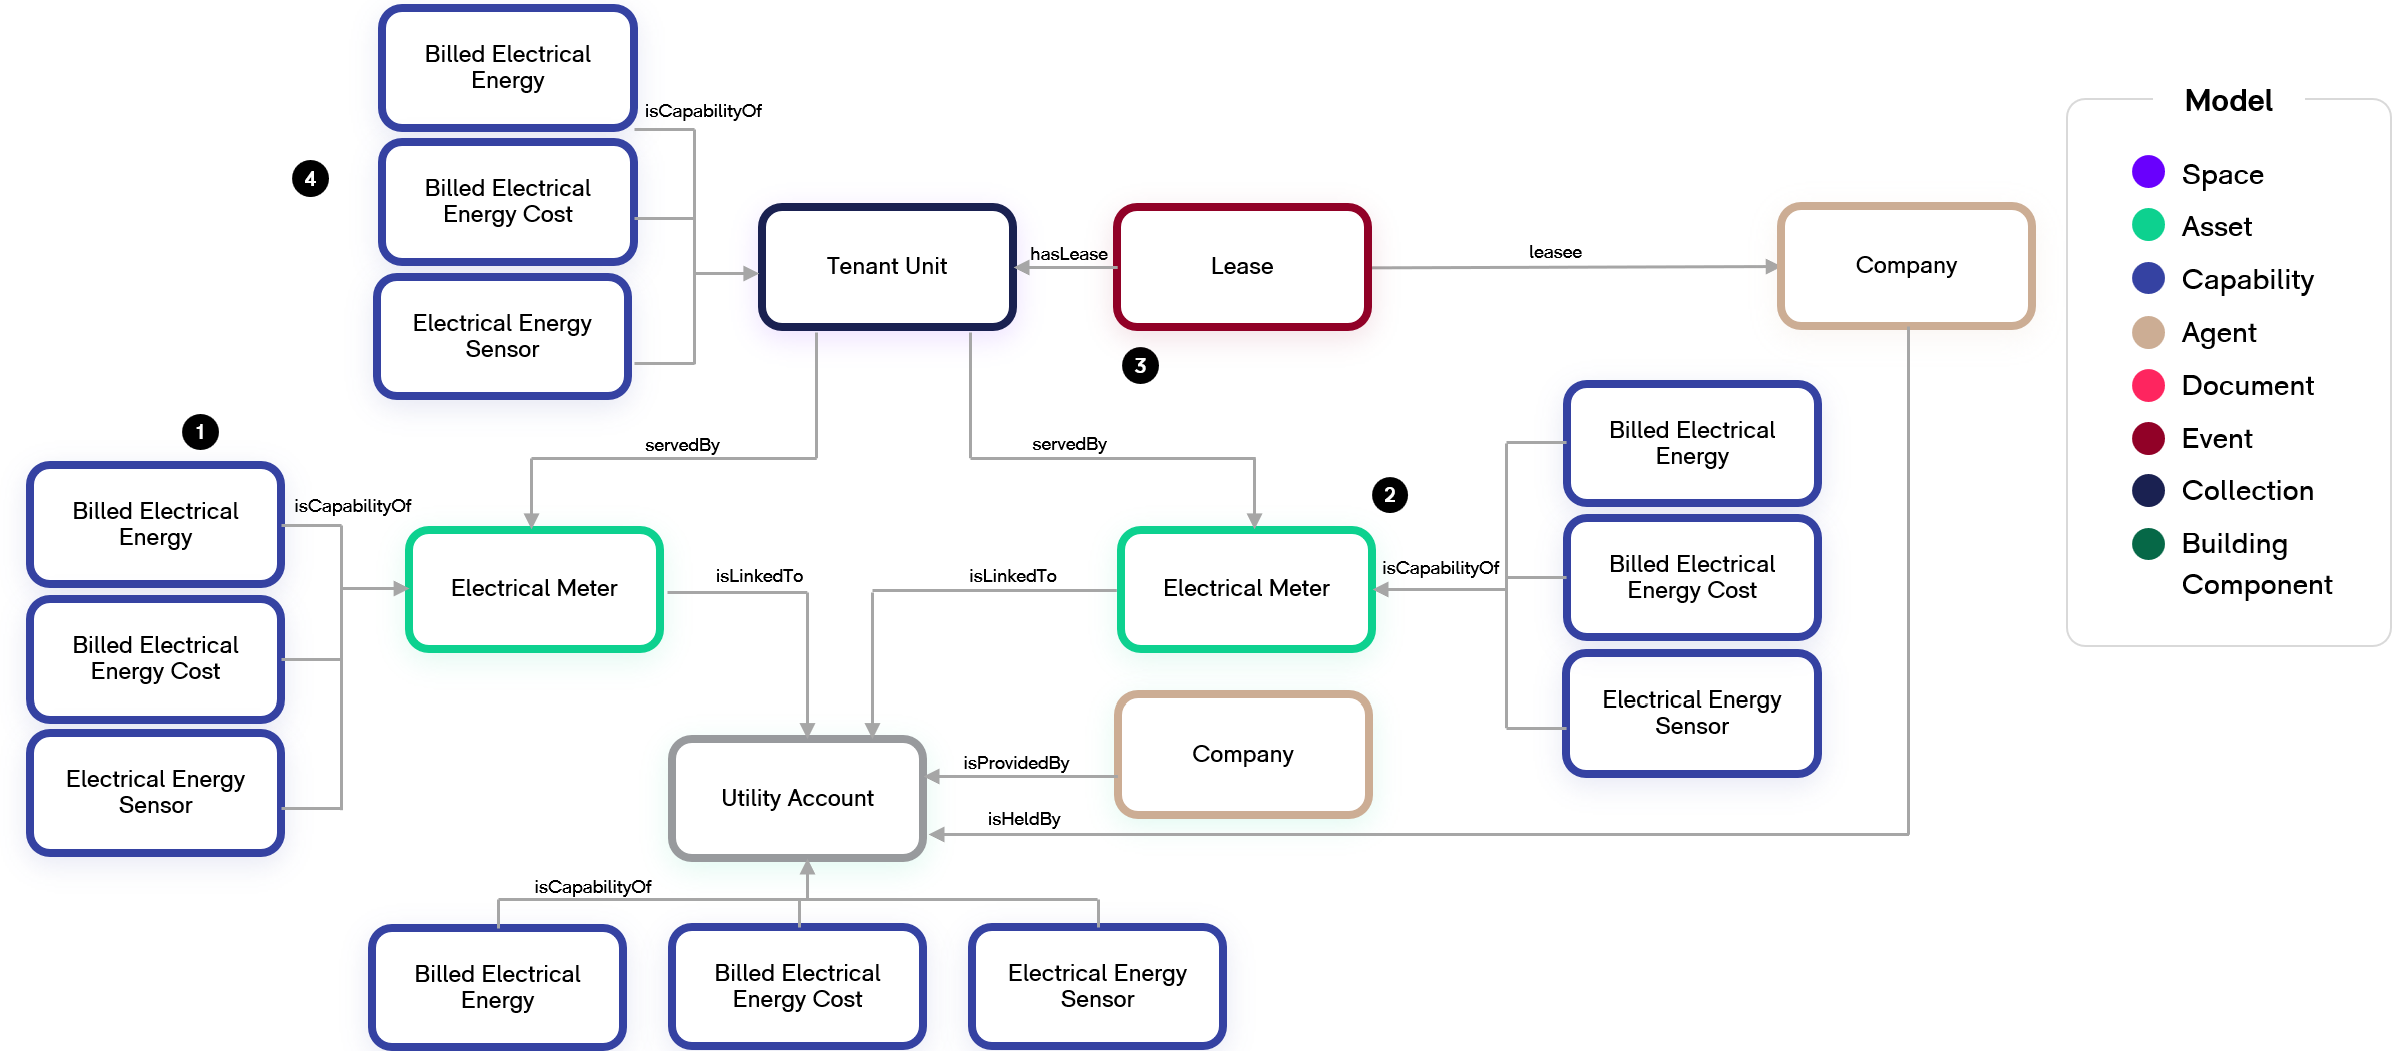 Billed Electrical
Energy
isCapabilityOf
4
Billed Electrical
Energy Cost
Electrical Energy
Sensor
Tenant Unit
hasLease
Lease
leasee
Company
3
servedBy
servedBy
1
Billed Electrical
Energy
isCapabilityOf
Billed Electrical
Energy Cost
Electrical Energy
Sensor
Electrical Meter
isLinkedTo
isLinkedTo
Electrical Meter
2
isCapabilityOf
Billed Electrical
Energy
Billed Electrical
Energy Cost
Electrical Energy
Sensor
Company
isProvidedBy
Utility Account
isHeldBy
isCapabilityOf
Billed Electrical
Energy
Billed Electrical
Energy Cost
Electrical Energy
Sensor
Model
Space
Asset
Capability
Agent
Document
Event
Collection
Building
Component